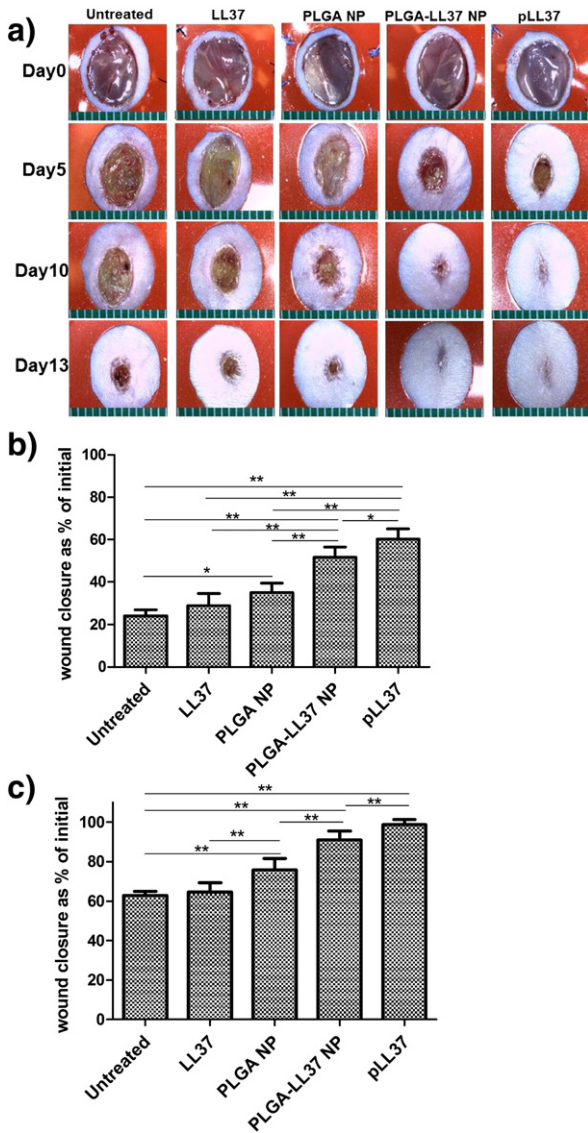 a)
Untreated LL37 PLGA NP PLGA-LL37 NP pLL37
Day0
Day5
Day10
Day13
b)
wound closure as % of initial
100
80
60
40
20
0
**
**
**
** *
**
**
*
Untreated LL37 PLGA NP PLGA-LL37 NP pLL37
c)
wound closure as % of initial
100
80
60
40
20
0
**
** **
**
**
**
Untreated LL37 PLGA NP PLGA-LL37 NP pLL37